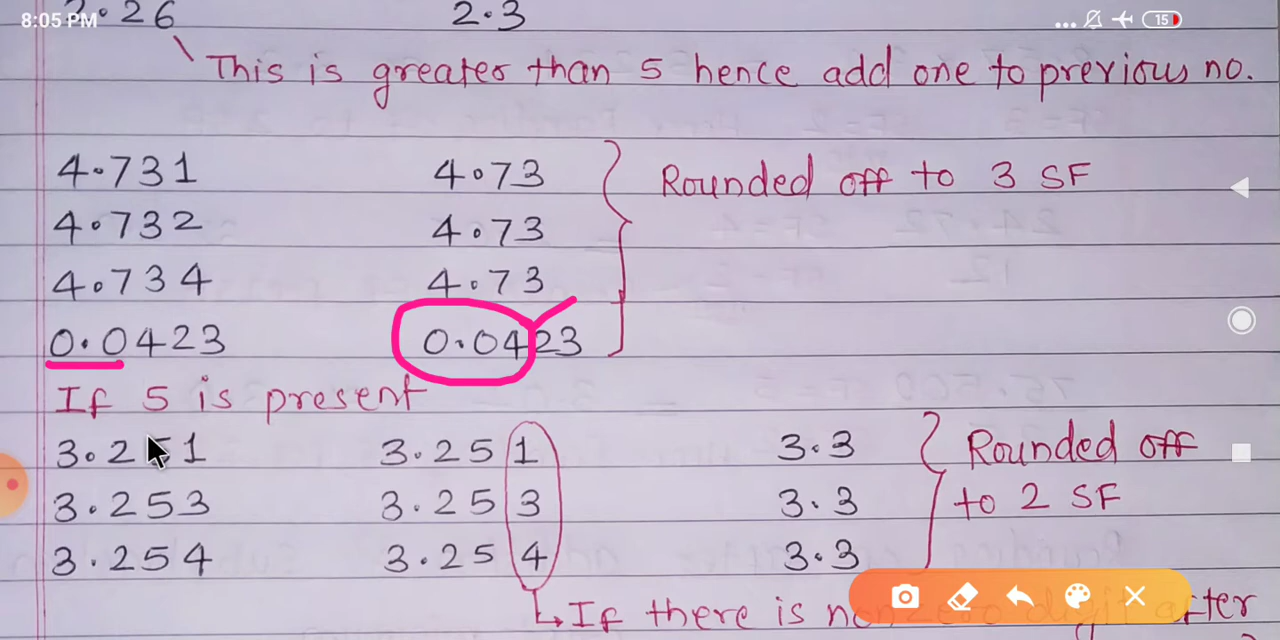 8:05 PM ... 15
2.26 2.3
This is greater than 5 hence add one to previous no.
4.731 4.73 Rounded off to 3 SF
4.732 4.73
4.734 4.73
0.0423 0.0423
If 5 is present
3.251 3.251 3.3 Rounded off
3.253 3.253 3.3 to 2 SF
3.254 3.254 3.3
If there is after